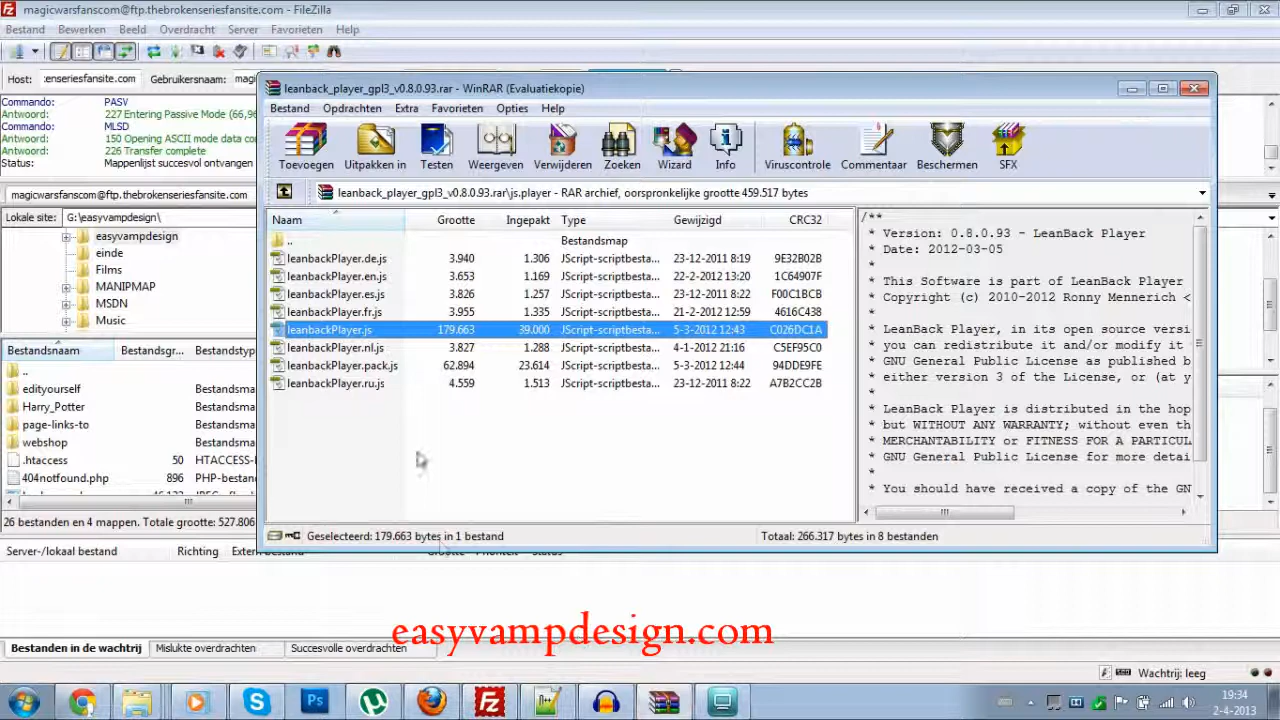 magicwarsfanscom@ftp.thebrokenseriesfansite.com - FileZilla
Bestand Bewerken Beeld Overdracht Server Favorieten Help
Host: :enseriesfansite.com Gebruikersnaam:
Commando: PASV
Antwoord: 227 Entering Passive Mode (66,96
Commando: MLSD
Antwoord: 150 Opening ASCII mode data co
Antwoord: 226 Transfer complete
Status: Mappenlijst succesvol ontvangen
magicwarsfanscom@ftp.thebrokenseriesfansite.com
Lokale site: G:\easyvampdesign\
easyvampdesign
einde
Films
MANIPMAP
MSDN
Music
Bestandsnaam Bestandsgr... Bestandstype
..
edityourself Bestandsma
Harry_Potter Bestandsma
page-links-to Bestandsma
webshop Bestandsma
.htaccess 50 HTACCESS-
404notfound.php 896 PHP-bestan
26 bestanden en 4 mappen. Totale grootte: 527.806
Server-/lokaal bestand Richting
Bestanden in de wachtrij Mislukte overdrachten Succesvolle overdrachten
Wachtrij: leeg
leanback_player_gpl3_v0.8.0.93.rar - WinRAR (Evaluatiekopie)
Bestand Opdrachten Extra Favorieten Opties Help
Toevoegen Uitpakken in Testen Weergeven Verwijderen Zoeken Wizard Info Viruscontrole Commentaar Beschermen SFX
leanback_player_gpl3_v0.8.0.93.rar\js.player - RAR archief, oorspronkelijke grootte 459.517 bytes
Naam Grootte Ingepakt Type Gewijzigd CRC32
.. Bestandsmap
leanbackPlayer.de.js 3.940 1.306 JScript-scriptbesta... 23-12-2011 8:19 9E32B02B
leanbackPlayer.en.js 3.653 1.169 JScript-scriptbesta... 22-2-2012 13:20 1C64907F
leanbackPlayer.es.js 3.826 1.257 JScript-scriptbesta... 23-12-2011 8:22 F00C1BCB
leanbackPlayer.fr.js 3.955 1.335 JScript-scriptbesta... 21-2-2012 12:59 4616C438
leanbackPlayer.js 179.663 39.000 JScript-scriptbesta... 5-3-2012 12:43 C026DC1A
leanbackPlayer.nl.js 3.827 1.288 JScript-scriptbesta... 4-1-2012 21:16 C5EF95C0
leanbackPlayer.pack.js 62.894 23.614 JScript-scriptbesta... 5-3-2012 12:44 94DDE9FE
leanbackPlayer.ru.js 4.559 1.513 JScript-scriptbesta... 23-12-2011 8:22 A7B2CC2B
/**
* Version: 0.8.0.93 - LeanBack Player
* Date: 2012-03-05
*
* This Software is part of LeanBack Player
* Copyright (c) 2010-2012 Ronny Mennerich <
*
* LeanBack Player, in its open source versi
* you can redistribute it and/or modify it
* GNU General Public License as published b
* either version 3 of the License, or (at y
*
* LeanBack Player is distributed in the hop
* but WITHOUT ANY WARRANTY; without even th
* MERCHANTABILITY or FITNESS FOR A PARTICUL
* GNU General Public License for more detai
*
* You should have received a copy of the GN
Geselecteerd: 179.663 bytes in 1 bestand
Totaal: 266.317 bytes in 8 bestanden
easyvampdesign.com
19:34
2-4-2013